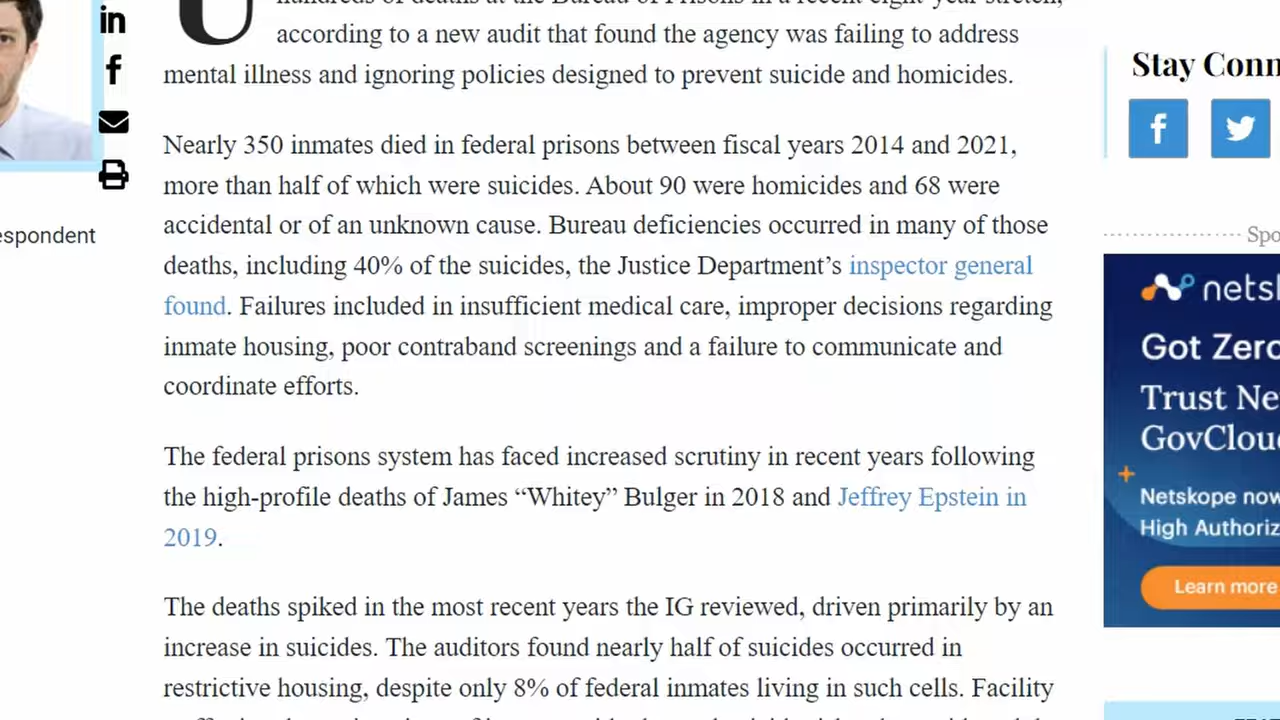 U
hundreds of deaths at the Bureau of Prisons in a recent eight-year stretch,
according to a new audit that found the agency was failing to address
mental illness and ignoring policies designed to prevent suicide and homicides.
Nearly 350 inmates died in federal prisons between fiscal years 2014 and 2021,
more than half of which were suicides. About 90 were homicides and 68 were
accidental or of an unknown cause. Bureau deficiencies occurred in many of those
deaths, including 40% of the suicides, the Justice Department’s inspector general
found. Failures included in insufficient medical care, improper decisions regarding
inmate housing, poor contraband screenings and a failure to communicate and
coordinate efforts.
The federal prisons system has faced increased scrutiny in recent years following
the high-profile deaths of James “Whitey” Bulger in 2018 and Jeffrey Epstein in
2019.
The deaths spiked in the most recent years the IG reviewed, driven primarily by an
increase in suicides. The auditors found nearly half of suicides occurred in
restrictive housing, despite only 8% of federal inmates living in such cells. Facility
espondent
in
f
Stay Conn
f
Spo
netsk
Got Zero
Trust Ne
GovCloud
Netskope now
High Authoriz
Learn more